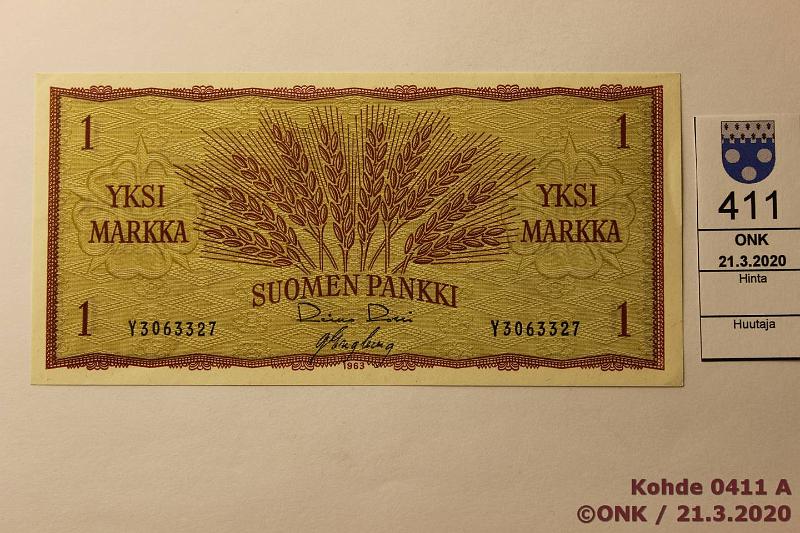 1 1
YKSI
MARKKA
YKSI
MARKKA
SUOMEN PANKKI
1 Y3063327 Y3063327 1
1963
411
ONK
21.3.2020
Hinta
Huutaja
Kohde 0411 A
©ONK / 21.3.2020